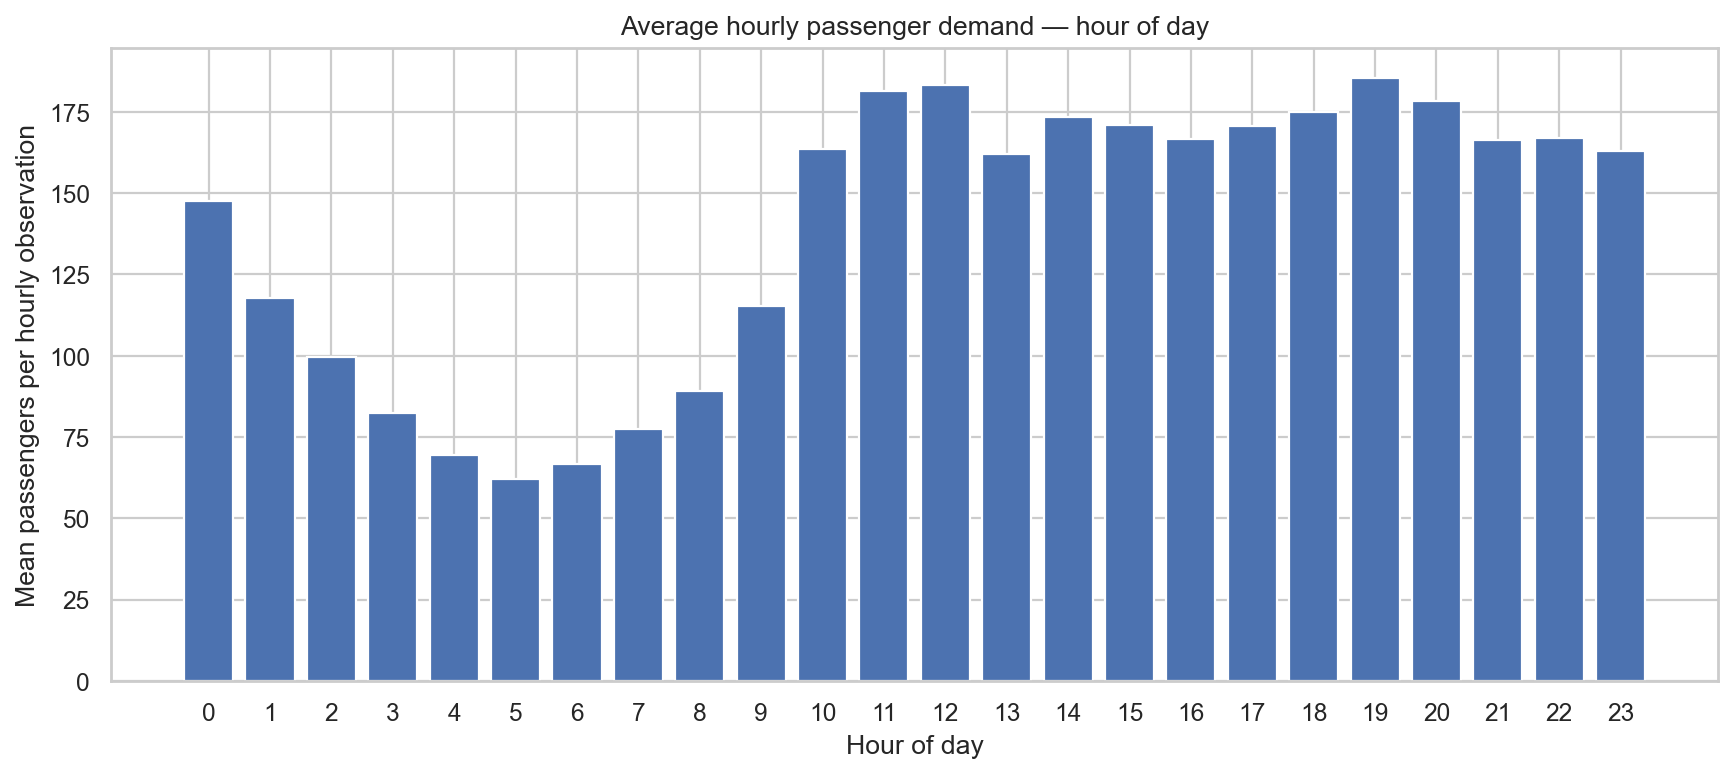 Average hourly passenger demand — hour of day
Mean passengers per hourly observation
175
150
125
100
75
50
25
0
0 1 2 3 4 5 6 7 8 9 10 11 12 13 14 15 16 17 18 19 20 21 22 23
Hour of day